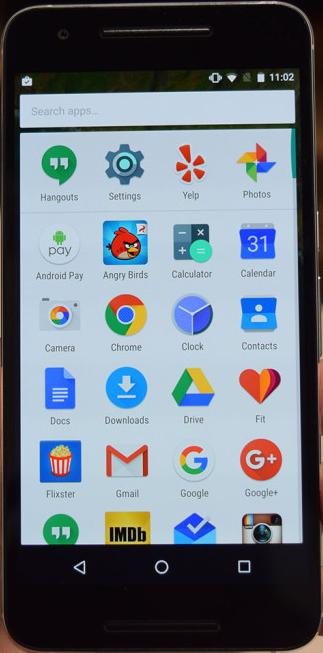 11:02
Search apps...
Hangouts Settings Yelp Photos
pay 31
Android Pay Angry Birds Calculator Calendar
Camera Chrome Clock Contacts
Docs Downloads Drive Fit
G G+
Flixster Gmail Google Google+
IMDb